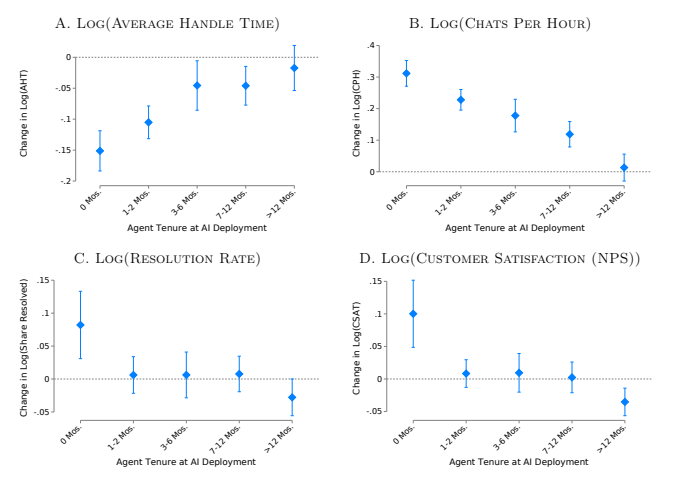 A. Log(Average Handle Time)
Change in Log(AHT)
0
-.05
-.1
-.15
-.2
0 Mos.
1-2 Mos.
3-6 Mos.
7-12 Mos.
>12 Mos.
Agent Tenure at AI Deployment
B. Log(Chats Per Hour)
Change in Log(CPH)
.4
.3
.2
.1
0
0 Mos.
1-2 Mos.
3-6 Mos.
7-12 Mos.
>12 Mos.
Agent Tenure at AI Deployment
C. Log(Resolution Rate)
Change in Log(Share Resolved)
.15
.1
.05
0
-.05
0 Mos.
1-2 Mos.
3-6 Mos.
7-12 Mos.
>12 Mos.
Agent Tenure at AI Deployment
D. Log(Customer Satisfaction (NPS))
Change in Log(CSAT)
.15
.1
.05
0
-.05
0 Mos.
1-2 Mos.
3-6 Mos.
7-12 Mos.
>12 Mos.
Agent Tenure at AI Deployment